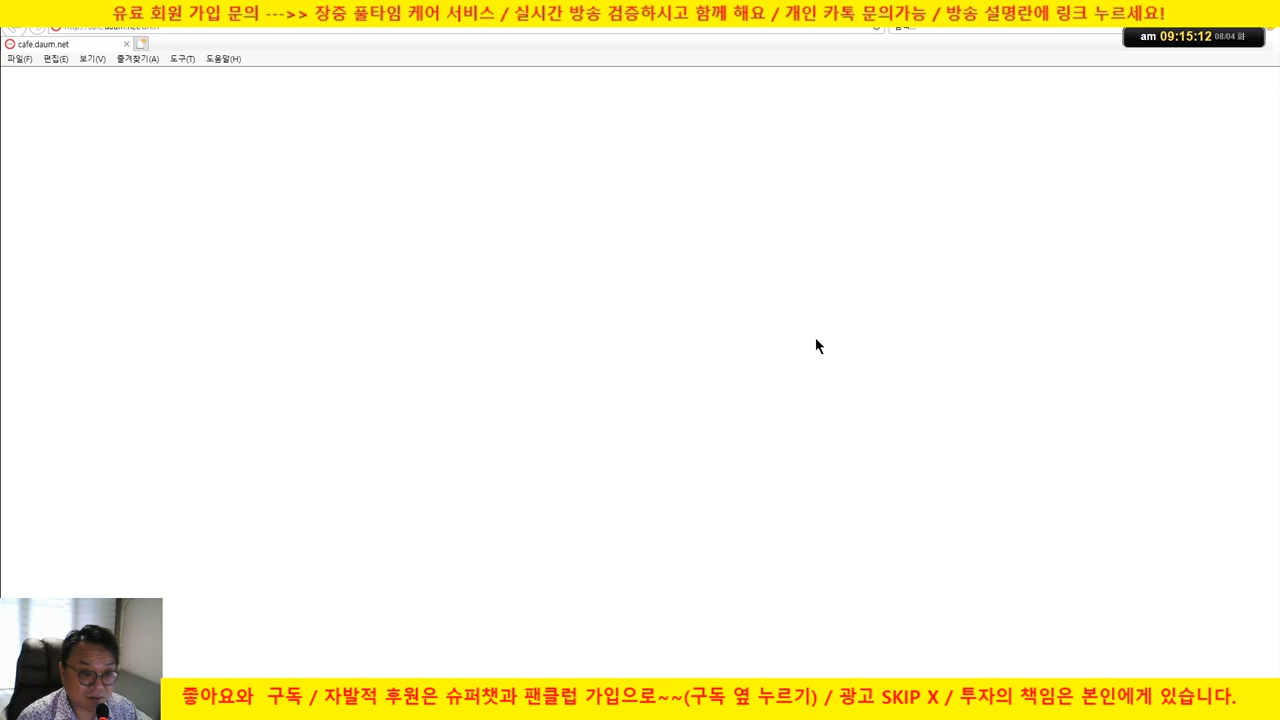 유료 회원 가입 문의 --->> 장중 풀타임 케어 서비스 / 실시간 방송 검증하시고 함께 해요 / 개인 카톡 문의가능 / 방송 설명란에 링크 누르세요!
am 09:15:12 08/04 화
cafe.daum.net
파일(F) 편집(E) 보기(V) 즐겨찾기(A) 도구(T) 도움말(H)
좋아요와 구독 / 자발적 후원은 슈퍼챗과 팬클럽 가입으로~~(구독 옆 누르기) / 광고 SKIP X / 투자의 책임은 본인에게 있습니다.